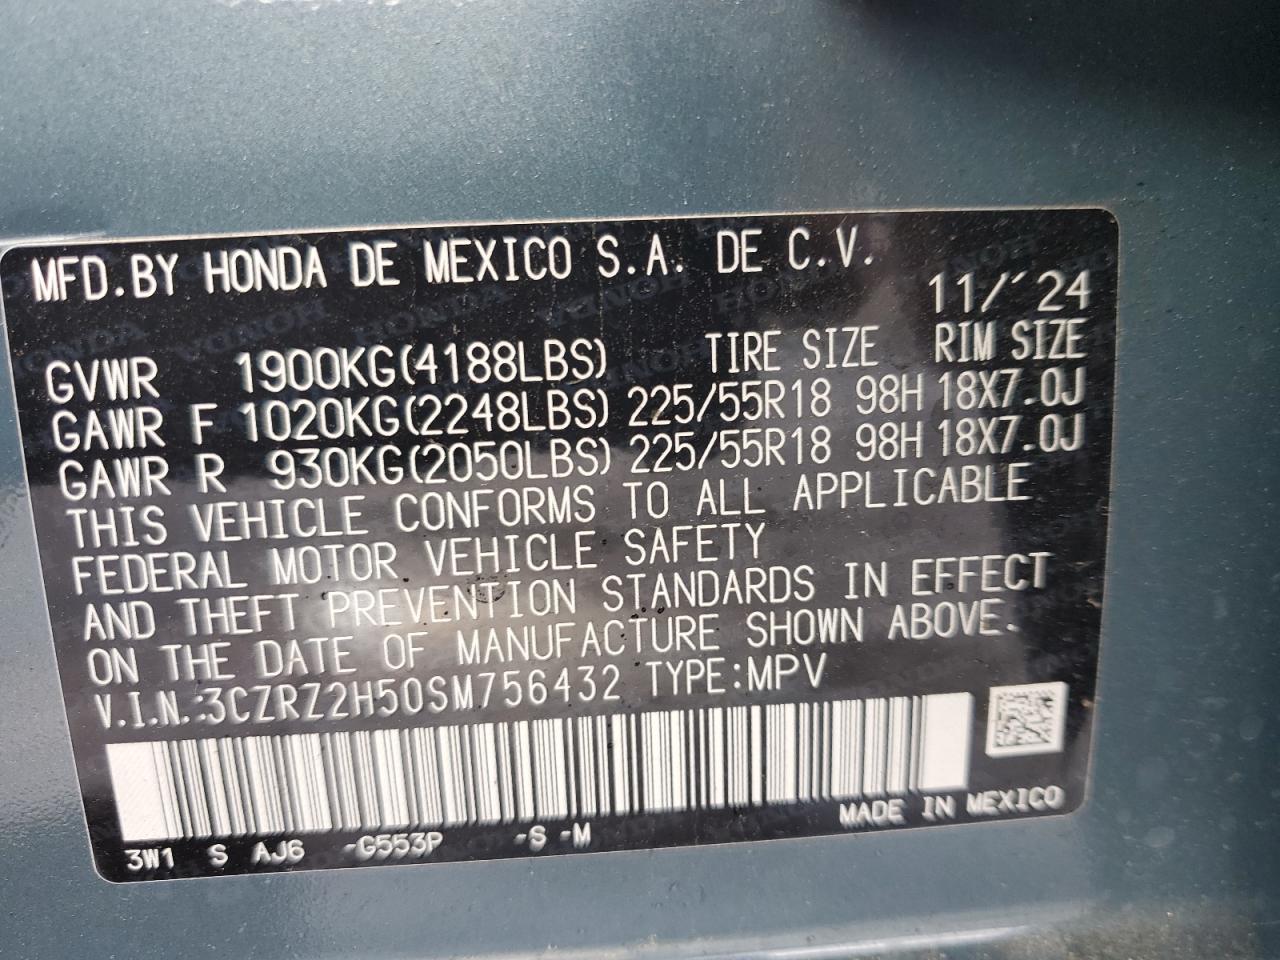 MFD.BY HONDA DE MEXICO S.A. DE C.V.
11/´24
GVWR 1900KG(4188LBS) TIRE SIZE RIM SIZE
GAWR F 1020KG(2248LBS) 225/55R18 98H 18X7.0J
GAWR R 930KG(2050LBS) 225/55R18 98H 18X7.0J
THIS VEHICLE CONFORMS TO ALL APPLICABLE
FEDERAL MOTOR VEHICLE SAFETY
AND THEFT PREVENTION STANDARDS IN EFFECT
ON THE DATE OF MANUFACTURE SHOWN ABOVE.
V.I.N.:3CZRZ2H50SM756432 TYPE:MPV
MADE IN MEXICO
3W1 S AJ6 -G553P -S -M